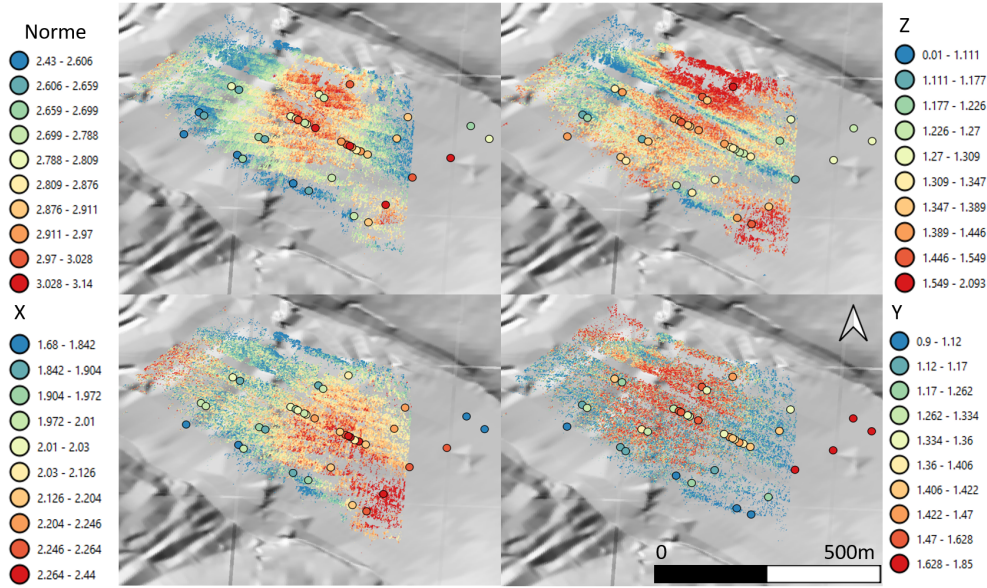 Norme
2.43 - 2.606
2.606 - 2.659
2.659 - 2.699
2.699 - 2.788
2.788 - 2.809
2.809 - 2.876
2.876 - 2.911
2.911 - 2.97
2.97 - 3.028
3.028 - 3.14
Z
0.01 - 1.111
1.111 - 1.177
1.177 - 1.226
1.226 - 1.27
1.27 - 1.309
1.309 - 1.347
1.347 - 1.389
1.389 - 1.446
1.446 - 1.549
1.549 - 2.093
X
1.68 - 1.842
1.842 - 1.904
1.904 - 1.972
1.972 - 2.01
2.01 - 2.03
2.03 - 2.126
2.126 - 2.204
2.204 - 2.246
2.246 - 2.264
2.264 - 2.44
Y
0.9 - 1.12
1.12 - 1.17
1.17 - 1.262
1.262 - 1.334
1.334 - 1.36
1.36 - 1.406
1.406 - 1.422
1.422 - 1.47
1.47 - 1.628
1.628 - 1.85
0 500m